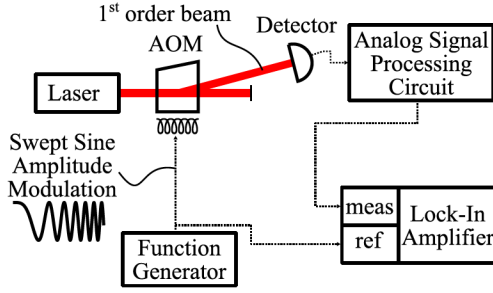 1st order beam
Detector
AOM
Analog Signal
Processing
Circuit
Laser
Swept Sine
Amplitude
Modulation
meas
ref
Lock-In
Amplifier
Function
Generator